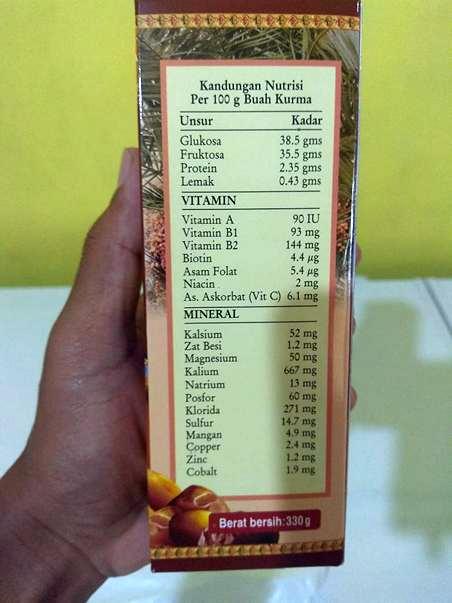 Kandungan Nutrisi
Per 100 g Buah Kurma
Unsur Kadar
Glukosa 38.5 gms
Fruktosa 35.5 gms
Protein 2.35 gms
Lemak 0.43 gms
VITAMIN
Vitamin A 90 IU
Vitamin B1 93 mg
Vitamin B2 144 mg
Biotin 4.4 µg
Asam Folat 5.4 µg
Niacin 2 mg
As. Askorbat (Vit C) 6.1 mg
MINERAL
Kalsium 52 mg
Zat Besi 1.2 mg
Magnesium 50 mg
Kalium 667 mg
Natrium 13 mg
Posfor 60 mg
Klorida 271 mg
Sulfur 14.7 mg
Mangan 4.9 mg
Copper 2.4 mg
Zinc 1.2 mg
Cobalt 1.9 mg
Berat bersih:330 g